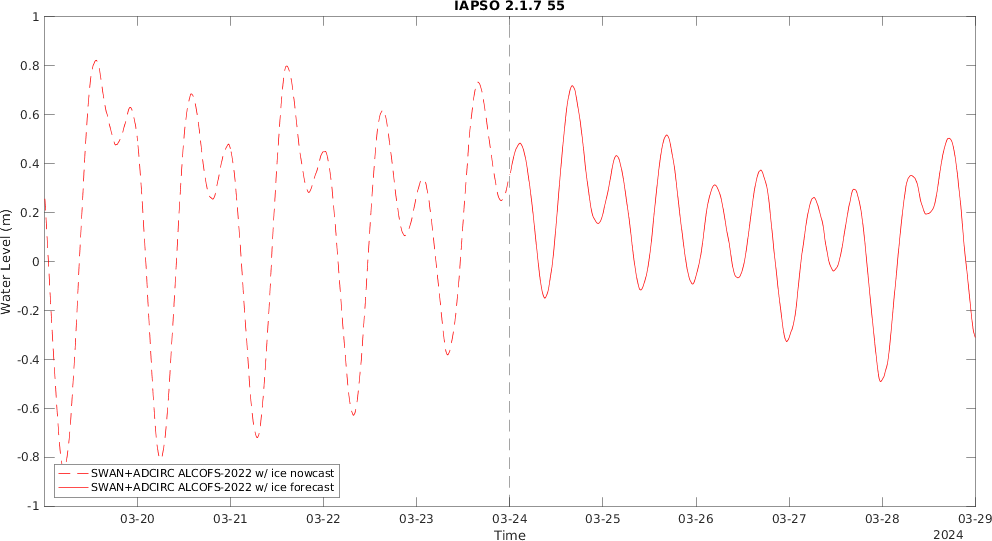 IAPSO 2.1.7 55
Water Level (m)
1
0.8
0.6
0.4
0.2
0
-0.2
-0.4
-0.6
-0.8
-1
SWAN+ADCIRC ALCOFS-2022 w/ ice nowcast
SWAN+ADCIRC ALCOFS-2022 w/ ice forecast
03-20 03-21 03-22 03-23 03-24 03-25 03-26 03-27 03-28 03-29
Time
2024